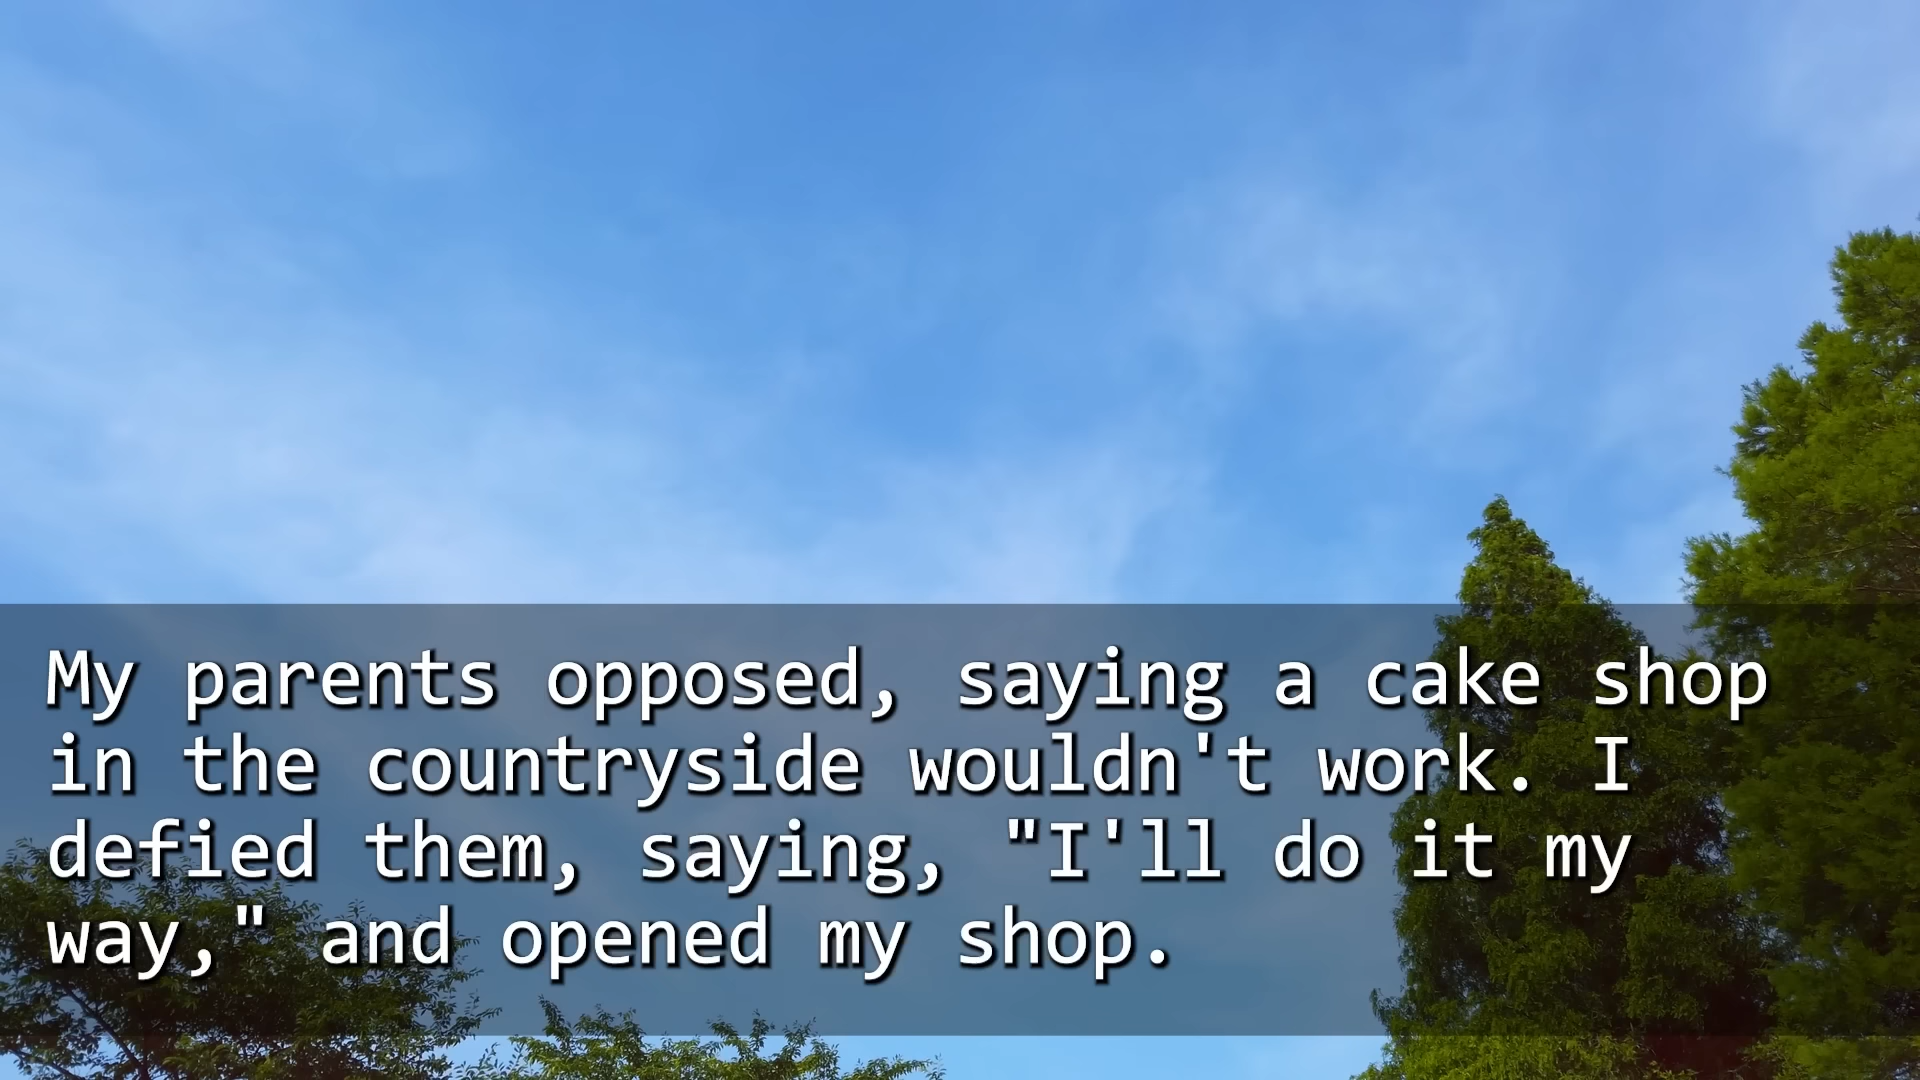 My parents opposed, saying a cake shop
in the countryside wouldn't work. I
defied them, saying, "I'll do it my
way," and opened my shop.